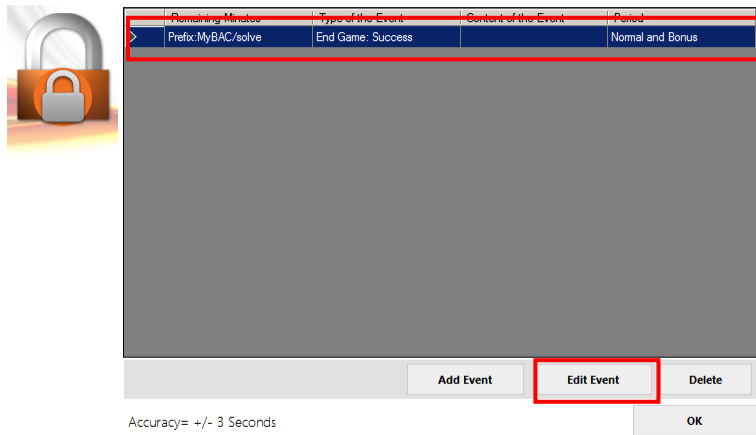 Remaining Minutes Type of the Event Content of the Event Period
Prefix:MyBAC/solve End Game: Success Normal and Bonus
Add Event Edit Event Delete
Accuracy= +/- 3 Seconds OK